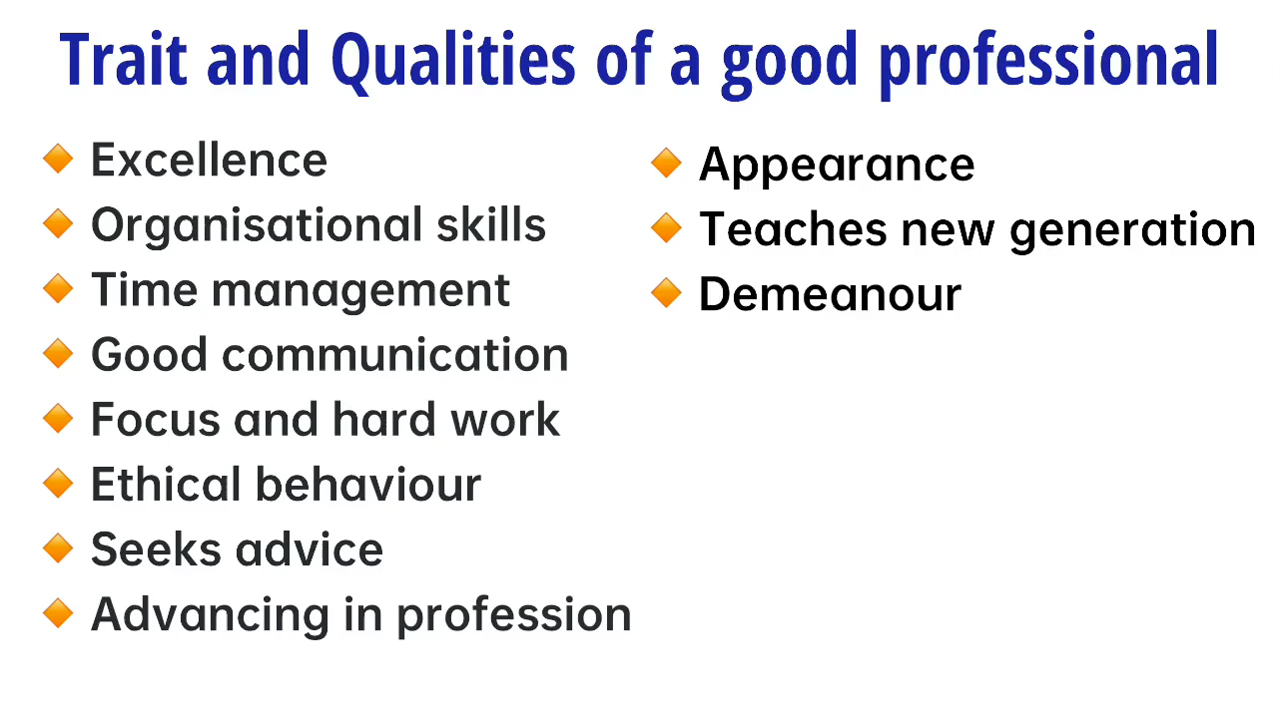 Trait and Qualities of a good professional
🔸 Excellence
🔸 Organisational skills
🔸 Time management
🔸 Good communication
🔸 Focus and hard work
🔸 Ethical behaviour
🔸 Seeks advice
🔸 Advancing in profession
🔸 Appearance
🔸 Teaches new generation
🔸 Demeanour